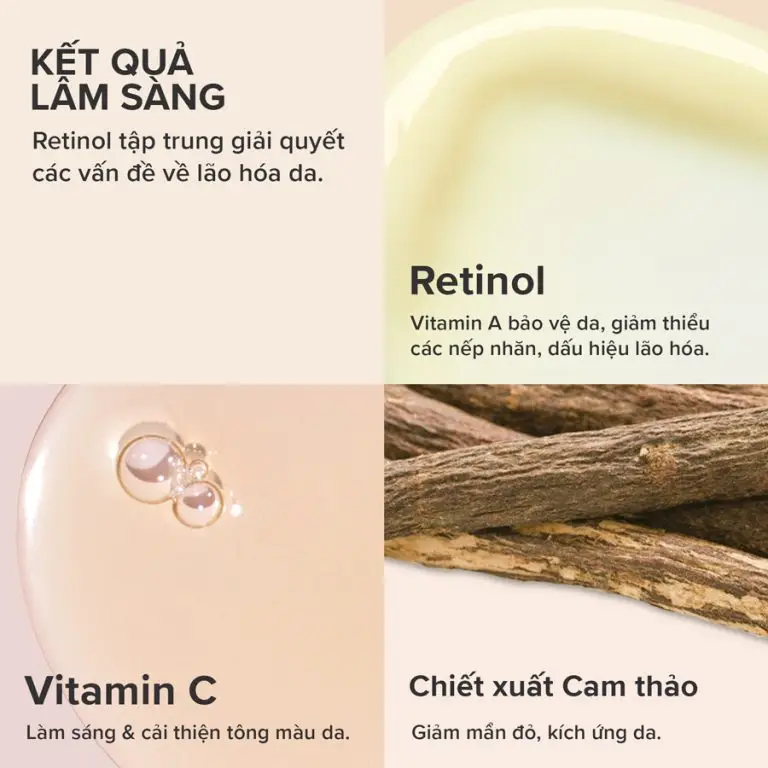 KẾT QUẢ
LÂM SÀNG
Retinol tập trung giải quyết
các vấn đề về lão hóa da.
Retinol
Vitamin A bảo vệ da, giảm thiểu
các nếp nhăn, dấu hiệu lão hóa.
Vitamin C
Làm sáng & cải thiện tông màu da.
Chiết xuất Cam thảo
Giảm mẩn đỏ, kích ứng da.